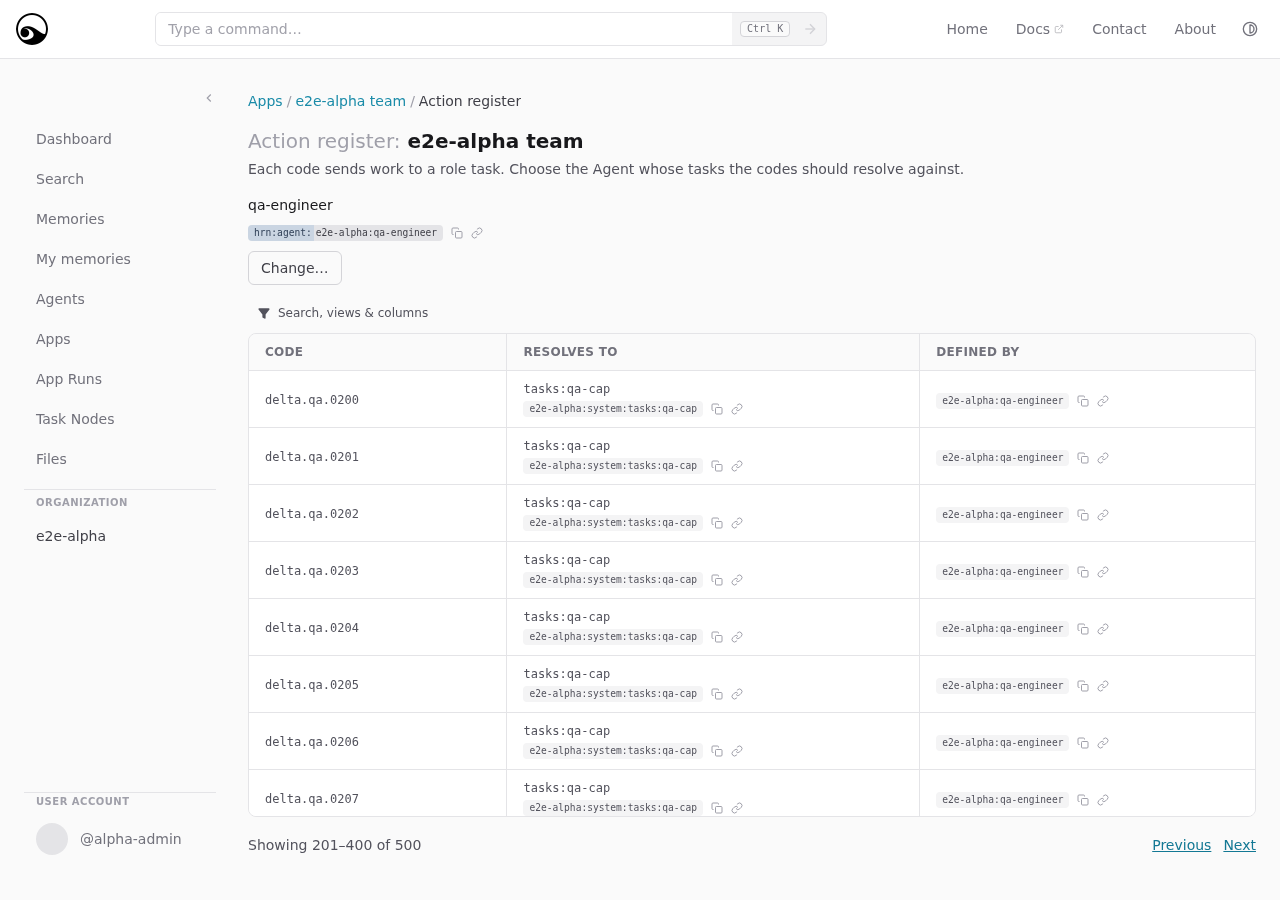 Type a command...
Ctrl K
Home
Docs
Contact
About
Apps / e2e-alpha team / Action register
Dashboard
Search
Memories
My memories
Agents
Apps
App Runs
Task Nodes
Files
ORGANIZATION
e2e-alpha
USER ACCOUNT
@alpha-admin
Action register: e2e-alpha team
Each code sends work to a role task. Choose the Agent whose tasks the codes should resolve against.
qa-engineer
hrn:agent:e2e-alpha:qa-engineer
Change...
Search, views & columns
CODE RESOLVES TO DEFINED BY
delta.qa.0200 tasks:qa-cap
e2e-alpha:system:tasks:qa-cap e2e-alpha:qa-engineer
delta.qa.0201 tasks:qa-cap
e2e-alpha:system:tasks:qa-cap e2e-alpha:qa-engineer
delta.qa.0202 tasks:qa-cap
e2e-alpha:system:tasks:qa-cap e2e-alpha:qa-engineer
delta.qa.0203 tasks:qa-cap
e2e-alpha:system:tasks:qa-cap e2e-alpha:qa-engineer
delta.qa.0204 tasks:qa-cap
e2e-alpha:system:tasks:qa-cap e2e-alpha:qa-engineer
delta.qa.0205 tasks:qa-cap
e2e-alpha:system:tasks:qa-cap e2e-alpha:qa-engineer
delta.qa.0206 tasks:qa-cap
e2e-alpha:system:tasks:qa-cap e2e-alpha:qa-engineer
delta.qa.0207 tasks:qa-cap
e2e-alpha:system:tasks:qa-cap e2e-alpha:qa-engineer
Showing 201–400 of 500
Previous Next